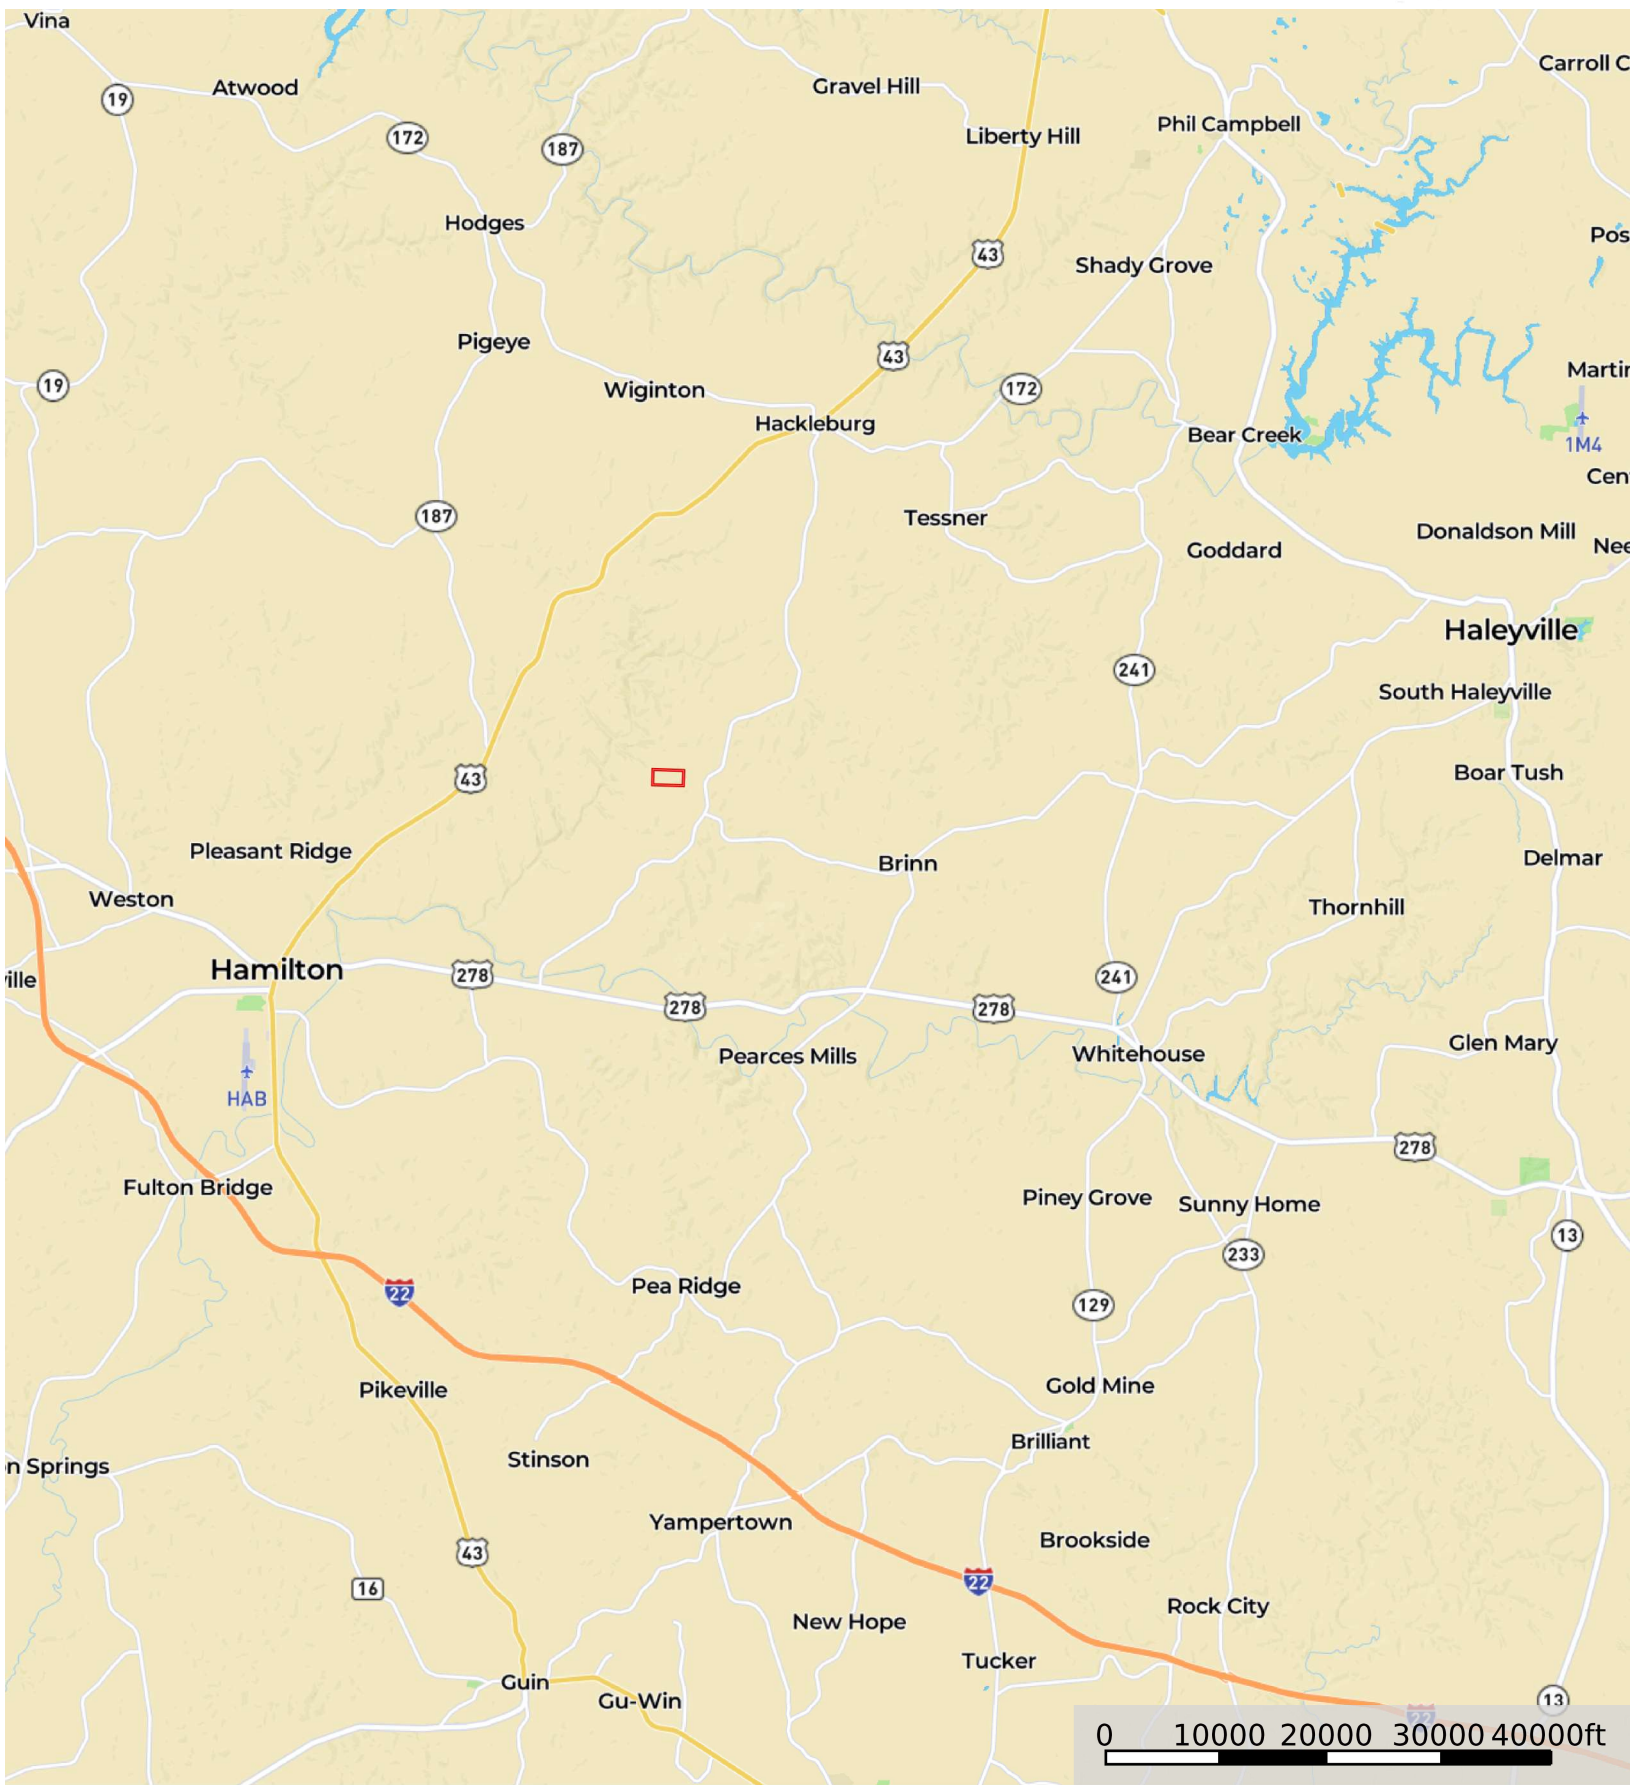 Vina
Carroll C
Atwood
Gravel Hill
19
Phil Campbell
172
Liberty Hill
187
Hodges
Pos
43
Shady Grove
Pigeye
43
Martin
19
Wiginton
172
Hackleburg
Bear Creek
1M4
Cen
187
Tessner
Donaldson Mill
Nee
Goddard
Haleyville
241
South Haleyville
43
Boar Tush
Pleasant Ridge
Brinn
Delmar
Weston
Thornhill
ville
Hamilton
278
241
278
278
Pearces Mills
Whitehouse
Glen Mary
HAB
278
Fulton Bridge
Piney Grove
Sunny Home
13
233
22
Pea Ridge
129
Pikeville
Gold Mine
Brilliant
n Springs
Stinson
Yampertown
Brookside
43
22
16
New Hope
Rock City
Tucker
Guin
Gu-Win
13
22
0 10000 20000 30000 40000ft